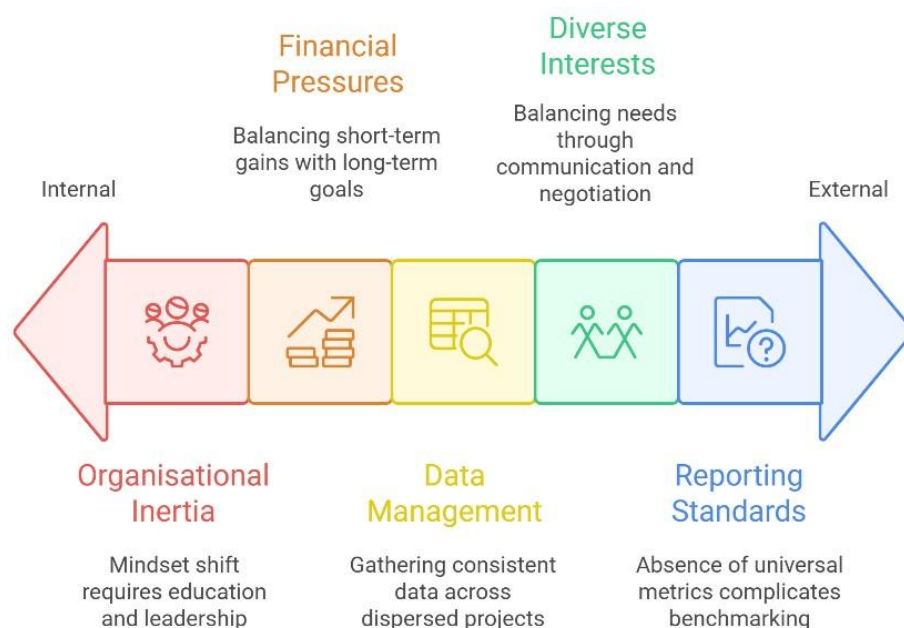 Financial
Pressures
Balancing short-term
gains with long-term
goals
Diverse
Interests
Balancing needs
through
communication and
negotiation
Internal
External
?
Organisational
Inertia
Mindset shift
requires education
and leadership
Data
Management
Gathering consistent
data across
dispersed projects
Reporting
Standards
Absence of universal
metrics complicates
benchmarking